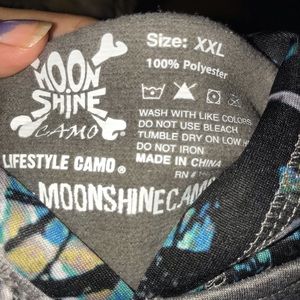 MOON
SHINE
CAMO
LIFESTYLE CAMO®
MOONSHINECAMO
Size: XXL
100% Polyester
WASH WITH LIKE COLORS
DO NOT USE BLEACH
TUMBLE DRY ON LOW
DO NOT IRON
MADE IN CHINA
RN #